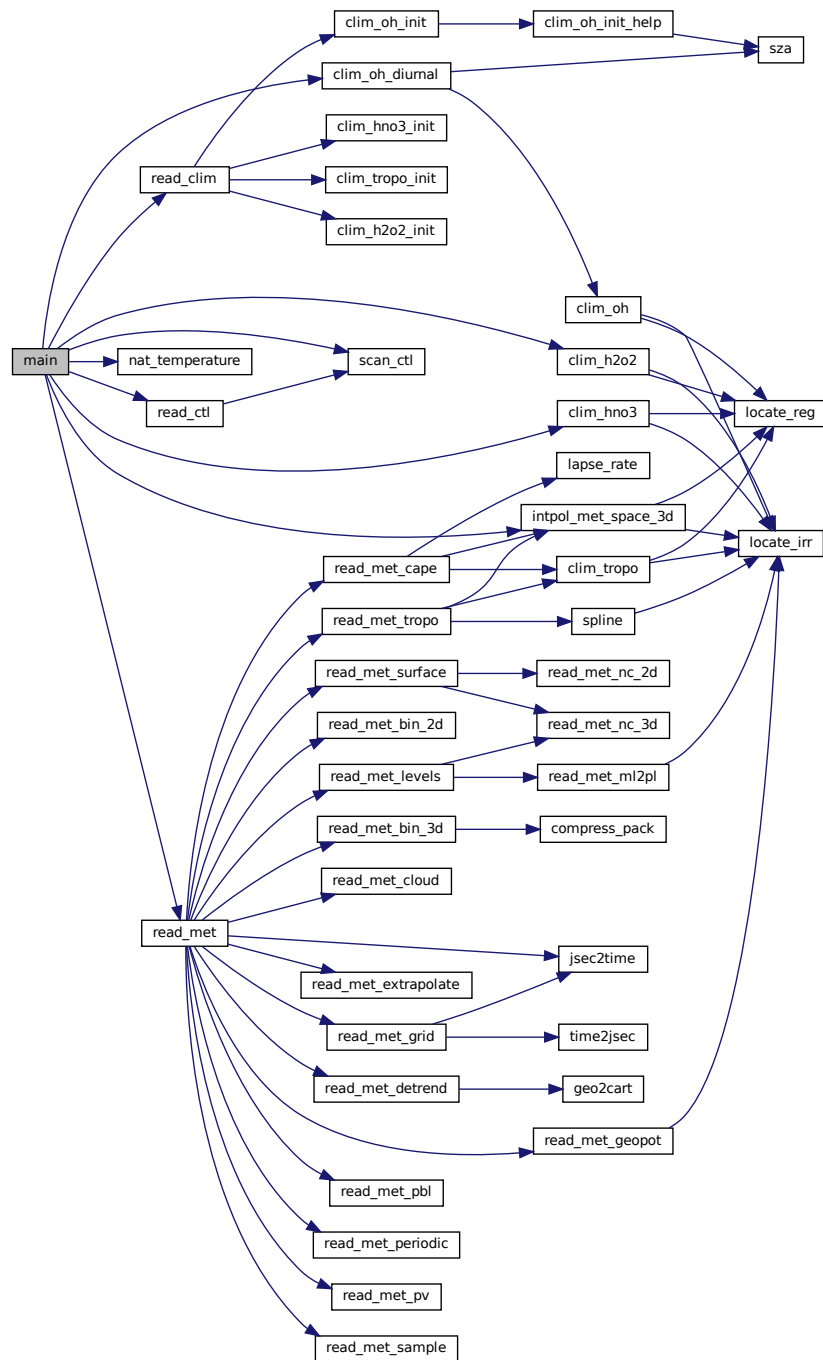 clim_oh_init
clim_oh_init_help
sza
clim_oh_diurnal
clim_hno3_init
read_clim
clim_tropo_init
clim_h2o2_init
clim_oh
main
nat_temperature
scan_ctl
clim_h2o2
read_ctl
clim_hno3
locate_reg
lapse_rate
intpol_met_space_3d
locate_irr
read_met_cape
clim_tropo
read_met_tropo
spline
read_met_surface
read_met_nc_2d
read_met_bin_2d
read_met_nc_3d
read_met_levels
read_met_ml2pl
read_met_bin_3d
compress_pack
read_met_cloud
read_met
jsec2time
read_met_extrapolate
read_met_grid
time2jsec
read_met_detrend
geo2cart
read_met_geopot
read_met_pbl
read_met_periodic
read_met_pv
read_met_sample